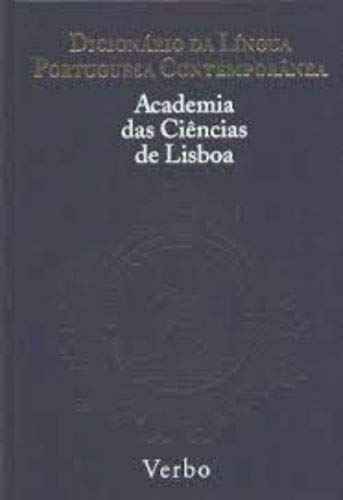 DICIONÁRIO DA LÍNGUA
PORTUGUESA CONTEMPORÂNEA
Academia
das Ciências
de Lisboa
Verbo